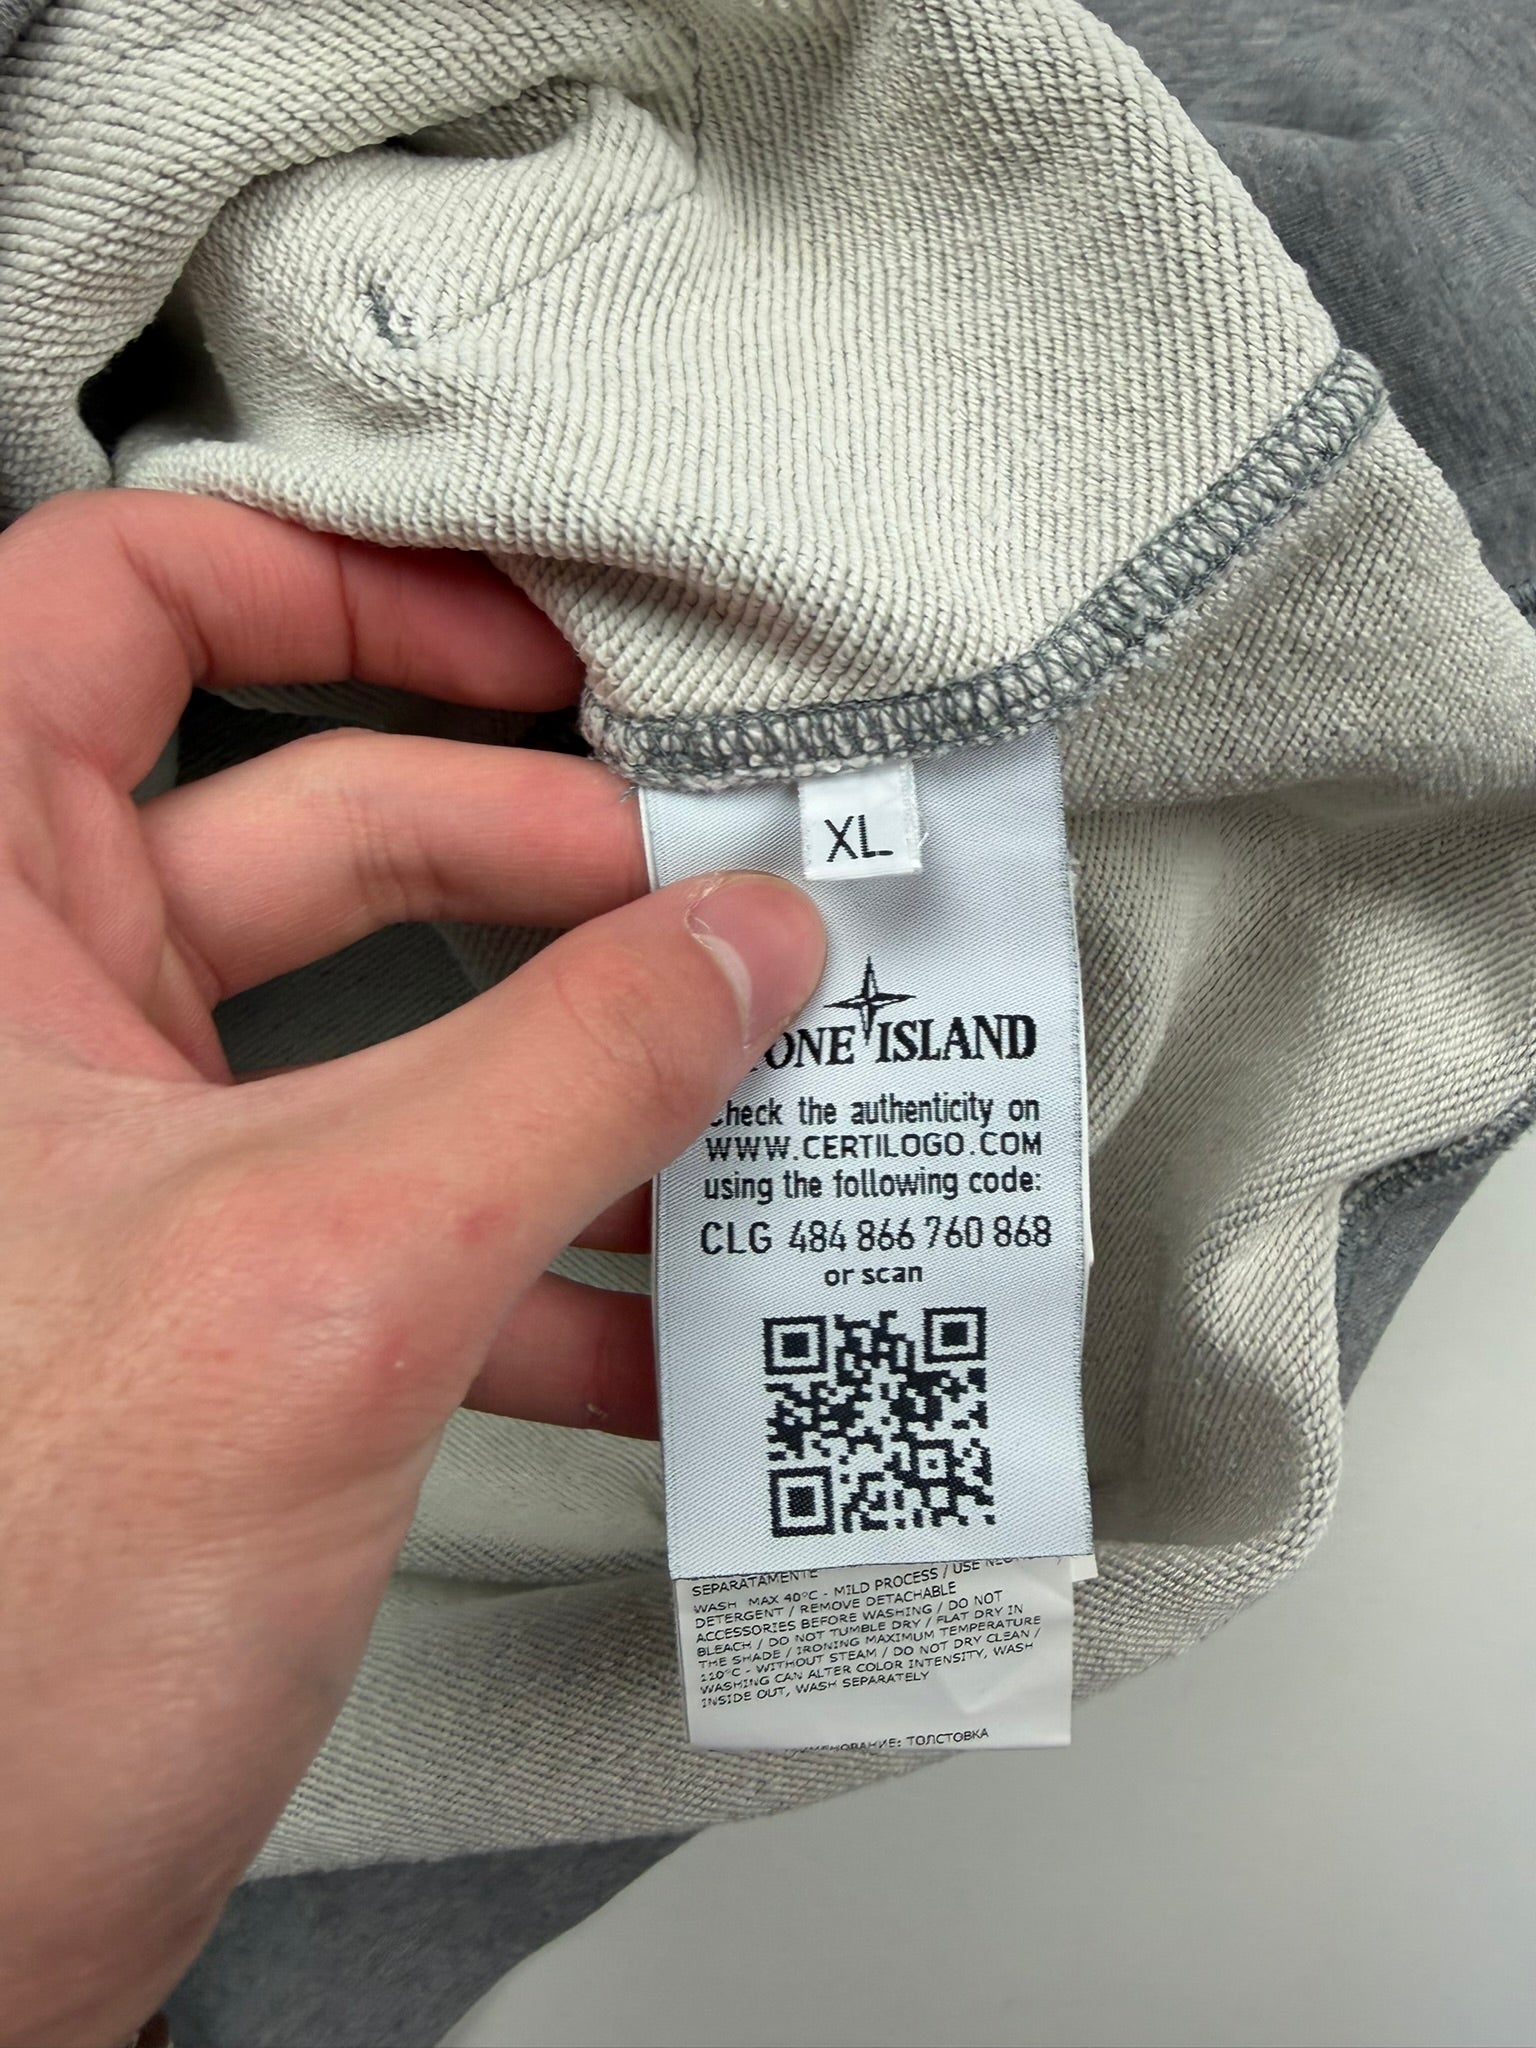 XL
STONE ISLAND
Check the authenticity on
WWW.CERTILOGO.COM
using the following code:
CLG 484 866 760 868
or scan
SEPARATAMENTE
WASH MAX 40°C - MILD PROCESS / USE
DETERGENT / REMOVE DETACHABLE
ACCESSORIES BEFORE WASHING / DO NOT
BLEACH / DO NOT TUMBLE DRY / FLAT DRY IN
THE SHADE / IRONING MAXIMUM TEMPERATURE
110°C - WITHOUT STEAM / DO NOT DRY CLEAN /
WASHING CAN ALTER COLOR INTENSITY, WASH
INSIDE OUT, WASH SEPARATELY
ТОЛСТОВКА